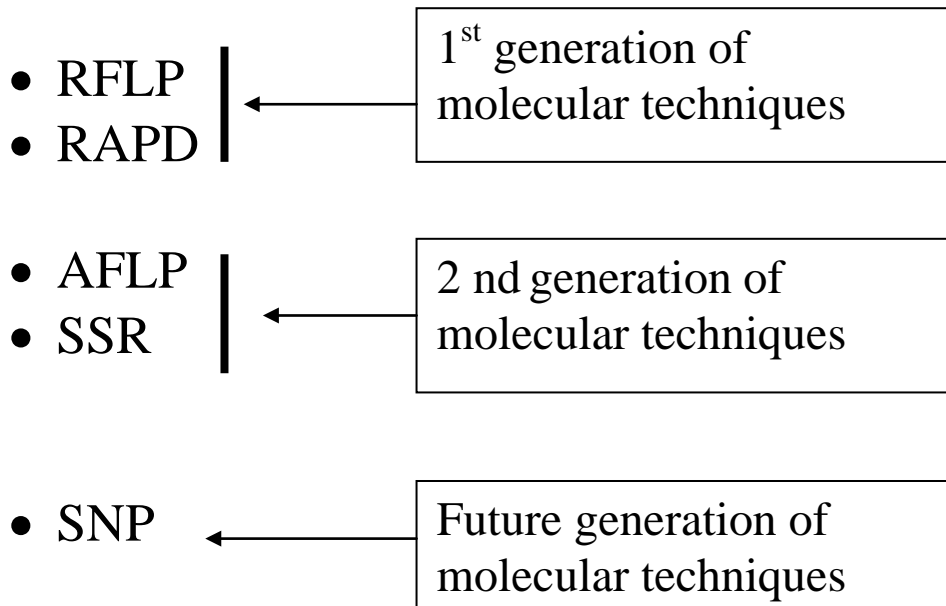 1st generation of
molecular techniques
• RFLP
• RAPD
2 nd generation of
molecular techniques
• AFLP
• SSR
Future generation of
molecular techniques
• SNP